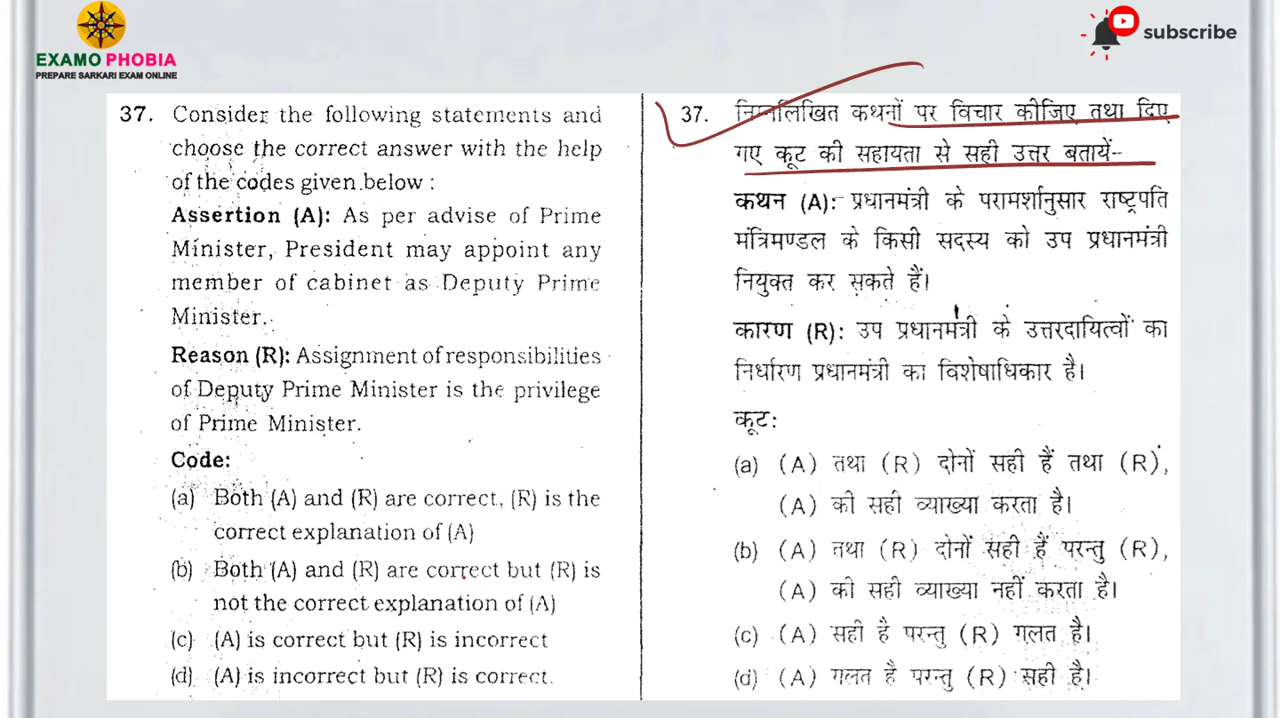 EXAMO PHOBIA
PREPARE SARKARI EXAM ONLINE
subscribe
37. Consider the following statements and
choose the correct answer with the help
of the codes given below :
Assertion (A): As per advise of Prime
Minister, President may appoint any
member of cabinet as Deputy Prime
Minister.
Reason (R): Assignment of responsibilities
of Deputy Prime Minister is the privilege
of Prime Minister.
Code:
(a) Both (A) and (R) are correct, (R) is the
correct explanation of (A)
(b) Both (A) and (R) are correct but (R) is
not the correct explanation of (A)
(c) (A) is correct but (R) is incorrect
(d) (A) is incorrect but (R) is correct.
37. निम्नलिखित कथनों पर विचार कीजिए तथा दिए
गए कूट की सहायता से सही उत्तर बतायें-
कथन (A):- प्रधानमंत्री के परामर्शानुसार राष्ट्रपति
मंत्रिमण्डल के किसी सदस्य को उप प्रधानमंत्री
नियुक्त कर सकते हैं।
कारण (R): उप प्रधानमंत्री के उत्तरदायित्वों का
निर्धारण प्रधानमंत्री का विशेषाधिकार है।
कूट:
(a) (A) तथा (R) दोनों सही हैं तथा (R),
(A) की सही व्याख्या करता है।
(b) (A) तथा (R) दोनों सही हैं परन्तु (R),
(A) की सही व्याख्या नहीं करता है।
(c) (A) सही है परन्तु (R) गलत है।
(d) (A) गलत है परन्तु (R) सही है।